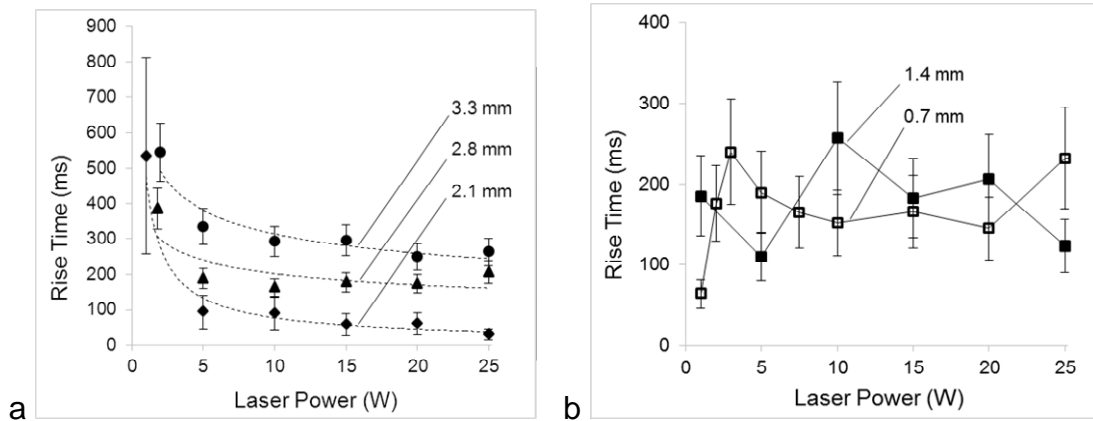 900
800
700
600
500
400
300
200
100
0
Rise Time (ms)
3.3 mm
2.8 mm
2.1 mm
0 5 10 15 20 25
Laser Power (W)
a
400
300
200
100
0
Rise Time (ms)
1.4 mm
0.7 mm
0 5 10 15 20 25
Laser Power (W)
b